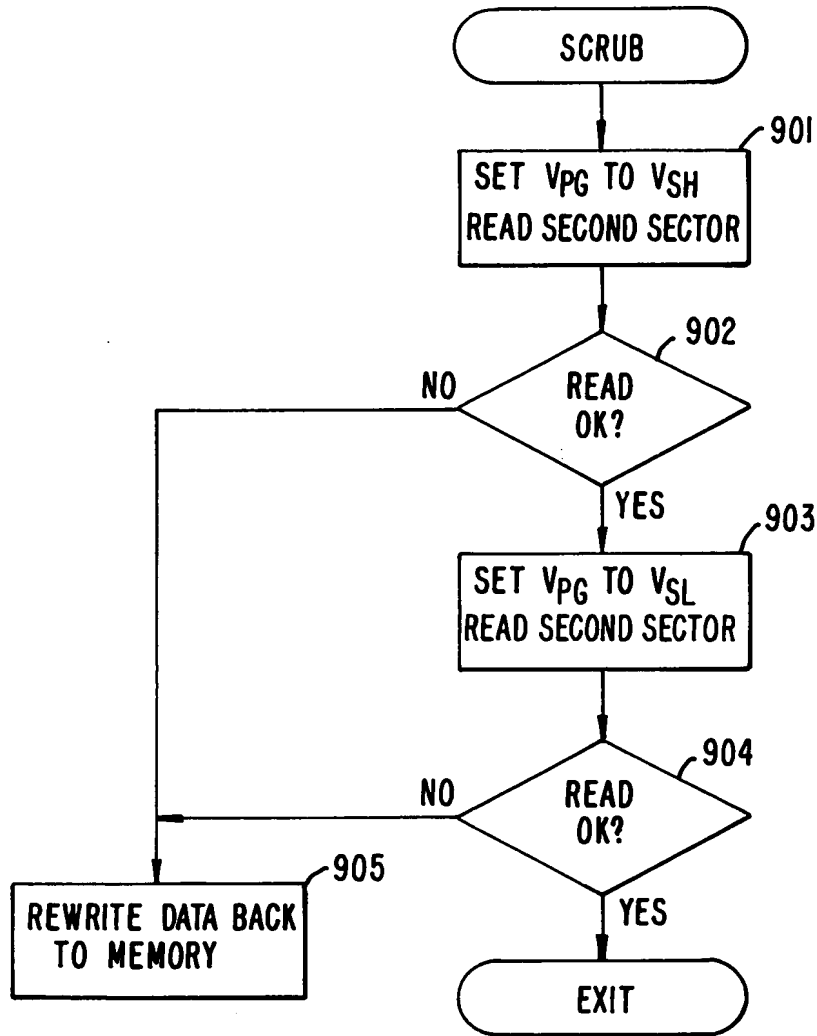 SCRUB
901
SET VPG TO VSH
READ SECOND SECTOR
902
NO
READ
OK?
YES
903
SET VPG TO VSL
READ SECOND SECTOR
904
NO
READ
OK?
YES
905
REWRITE DATA BACK
TO MEMORY
EXIT